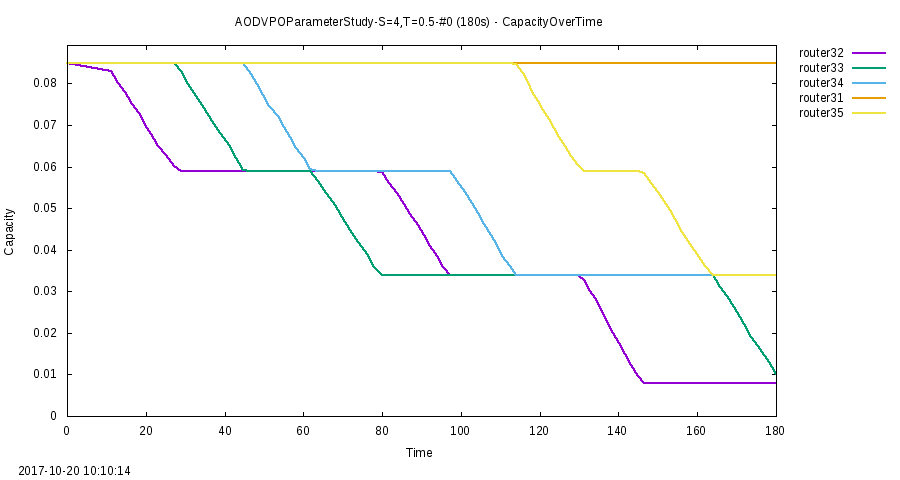 AODVPOParameterStudy-S=4,T=0.5-#0 (180s) - CapacityOverTime
router32
router33
router34
router31
router35
0.08
0.07
0.06
0.05
0.04
0.03
0.02
0.01
0
Capacity
0 20 40 60 80 100 120 140 160 180
Time
2017-10-20 10:10:14